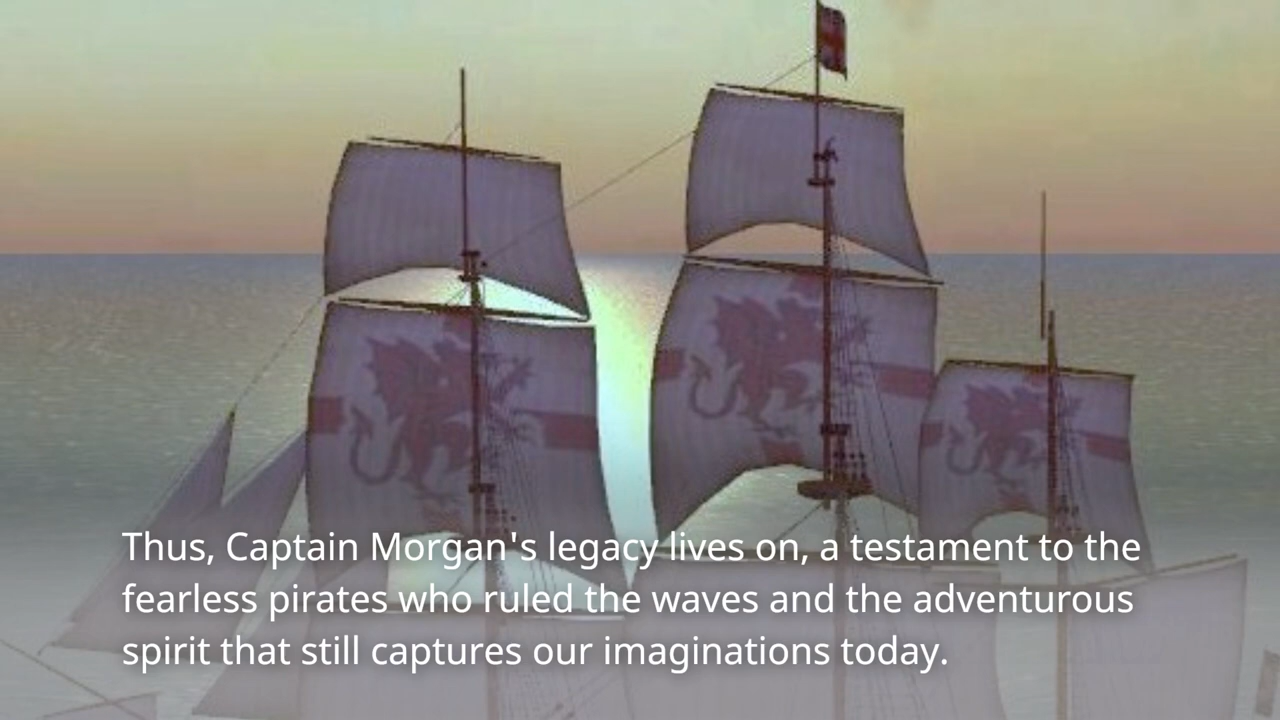 Thus, Captain Morgan's legacy lives on, a testament to the
fearless pirates who ruled the waves and the adventurous
spirit that still captures our imaginations today.